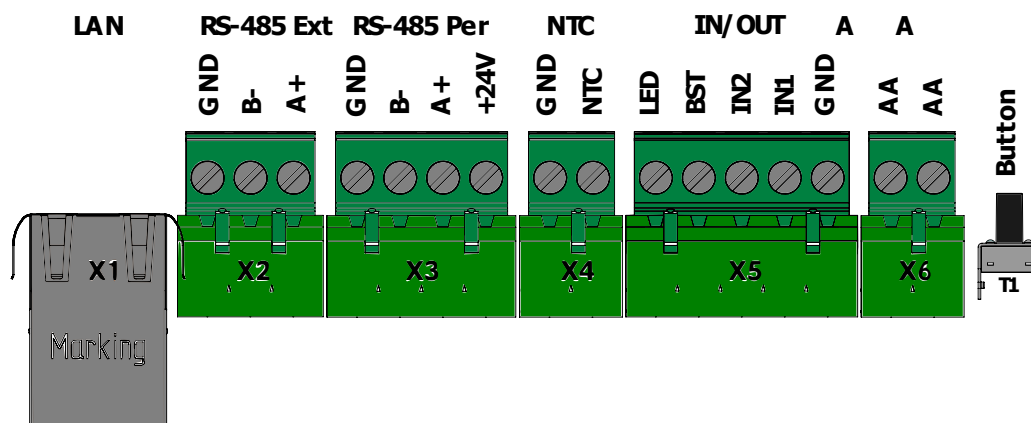 LAN RS-485 Ext RS-485 Per NTC IN/OUT A A
GND B- A+ GND B- A+ +24V GND NTC LED BST IN2 IN1 GND AA AA Button
X1 X2 X3 X4 X5 X6 T1
Marking